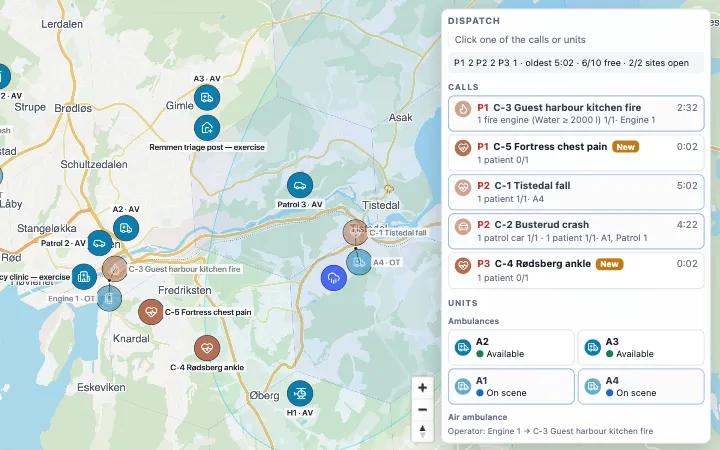 Lerdalen
A3 · AV
2 · AV
Strupe
Brødløs
Gimle
Asak
Remmen triage post — exercise
stad
Schultzedalen
Låby
Patrol 3 · AV
Tistedal
A2 · AV
Stangeløkka
Patrol 2 · AV
en
C-1 Tistedal fall
Rød
C-3 Guest harbour kitchen fire
A4 · OT
cy clinic — exercise
Engine 1 · OT
Fredriksten
C-5 Fortress chest pain
Knardal
C-4 Rødsberg ankle
Eskeviken
Øberg
H1 · AV
DISPATCH
Click one of the calls or units
P1 2 P2 2 P3 1 · oldest 5:02 · 6/10 free · 2/2 sites open
CALLS
P1 C-3 Guest harbour kitchen fire 2:32
1 fire engine (Water ≥ 2000 l) 1/1· Engine 1
P1 C-5 Fortress chest pain New 0:02
1 patient 0/1
P2 C-1 Tistedal fall 5:02
1 patient 1/1· A4
P2 C-2 Busterud crash 4:22
1 patrol car 1/1 · 1 patient 1/1· A1, Patrol 1
P3 C-4 Rødsberg ankle New 0:02
1 patient 0/1
UNITS
Ambulances
A2
Available
A3
Available
A1
On scene
A4
On scene
Air ambulance
Operator: Engine 1 → C-3 Guest harbour kitchen fire